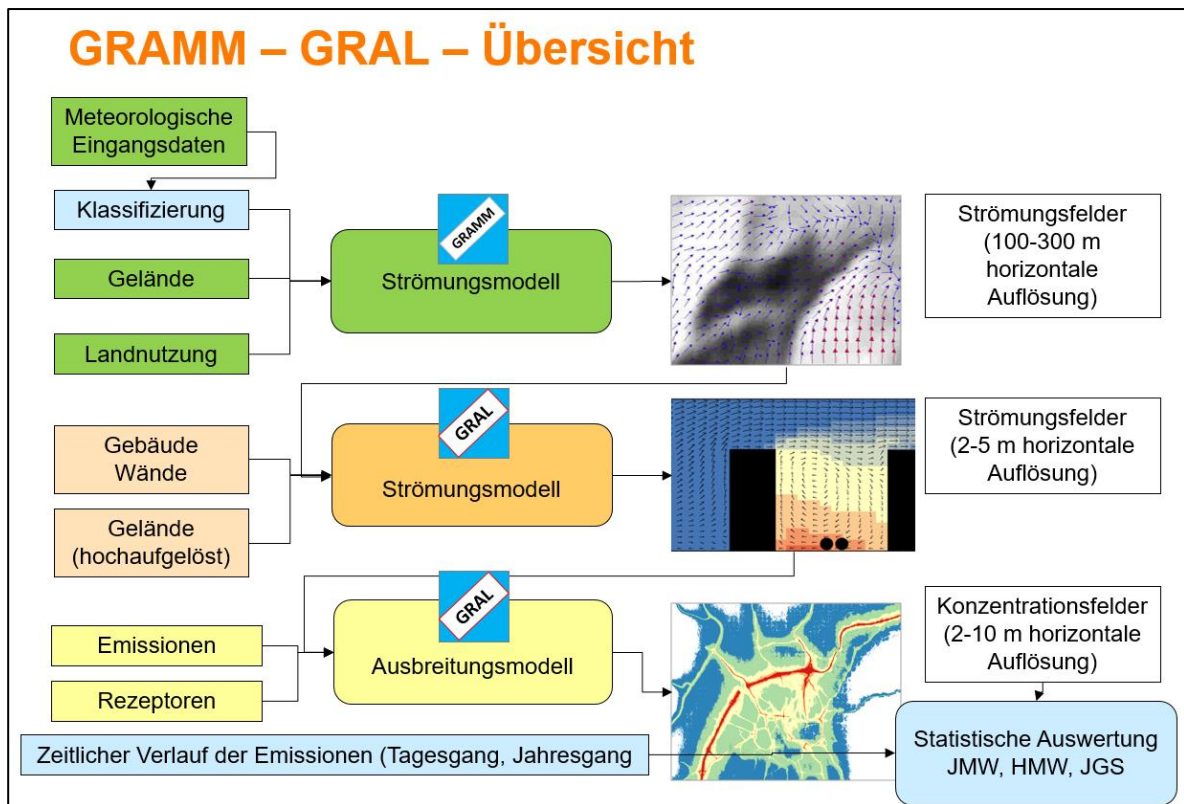 GRAMM – GRAL – Übersicht
Meteorologische
Eingangsdaten
Klassifizierung
Gelände
Landnutzung
GRAMM
Strömungsmodell
Strömungsfelder
(100-300 m
horizontale
Auflösung)
Gebäude
Wände
Gelände
(hochaufgelöst)
GRAL
Strömungsmodell
Strömungsfelder
(2-5 m horizontale
Auflösung)
Emissionen
Rezeptoren
GRAL
Ausbreitungsmodell
Konzentrationsfelder
(2-10 m horizontale
Auflösung)
Zeitlicher Verlauf der Emissionen (Tagesgang, Jahresgang
Statistische Auswertung
JMW, HMW, JGS